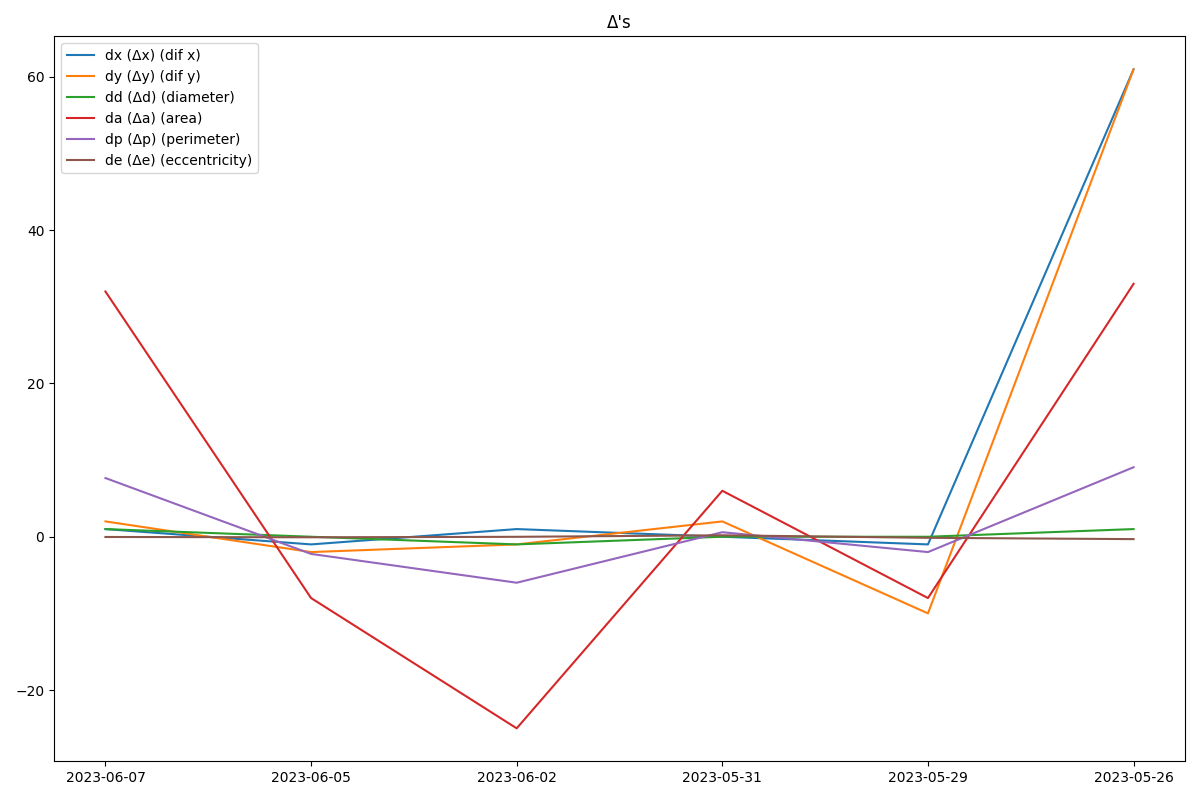 Δ's
dx (Δx) (dif x)
dy (Δy) (dif y)
dd (Δd) (diameter)
da (Δa) (area)
dp (Δp) (perimeter)
de (Δe) (eccentricity)
60
40
20
0
−20
2023-06-07 2023-06-05 2023-06-02 2023-05-31 2023-05-29 2023-05-26